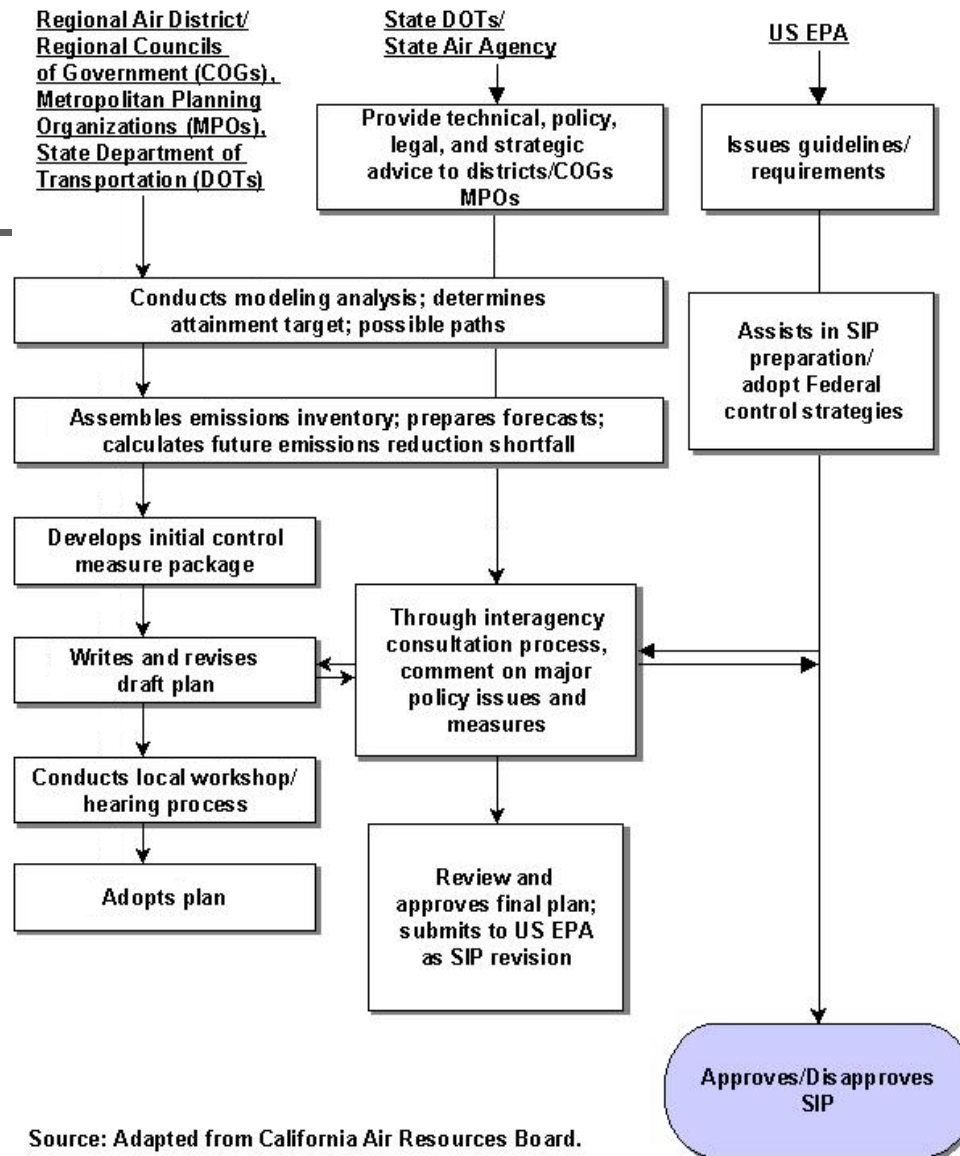 Regional Air District/
Regional Councils
of Government (COGs),
Metropolitan Planning
Organizations (MPOs),
State Department of
Transportation (DOTs)
State DOTs/
State Air Agency
US EPA
Provide technical, policy,
legal, and strategic
advice to districts/COGs
MPOs
Issues guidelines/
requirements
Conducts modeling analysis; determines
attainment target; possible paths
Assists in SIP
preparation/
adopt Federal
control strategies
Assembles emissions inventory; prepares forecasts;
calculates future emissions reduction shortfall
Develops initial control
measure package
Through interagency
consultation process,
comment on major
policy issues and
measures
Writes and revises
draft plan
Conducts local workshop/
hearing process
Adopts plan
Review and
approves final plan;
submits to US EPA
as SIP revision
Approves/Disapproves
SIP
Source: Adapted from California Air Resources Board.